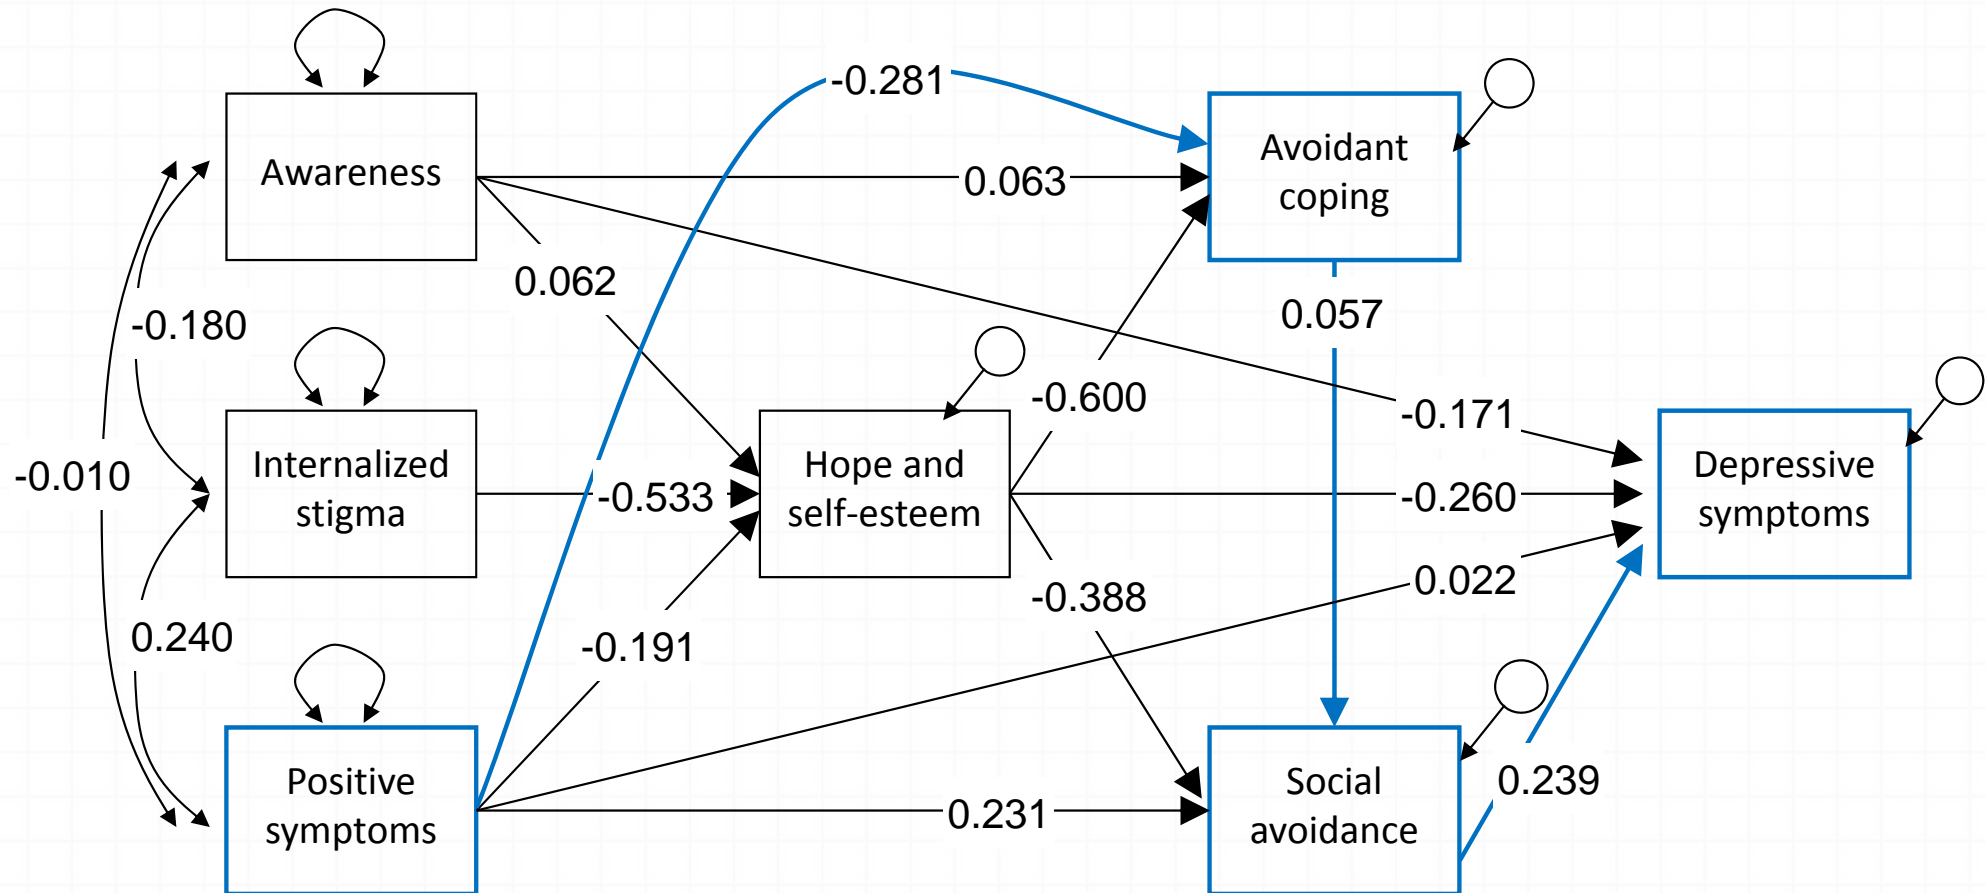 -0.281
Awareness
0.063
Avoidant
coping
0.062
-0.180
0.057
-0.600
-0.171
-0.010
Internalized
stigma
-0.533
Hope and
self-esteem
-0.260
Depressive
symptoms
0.240
-0.191
-0.388
0.022
Positive
symptoms
0.231
Social
avoidance
0.239